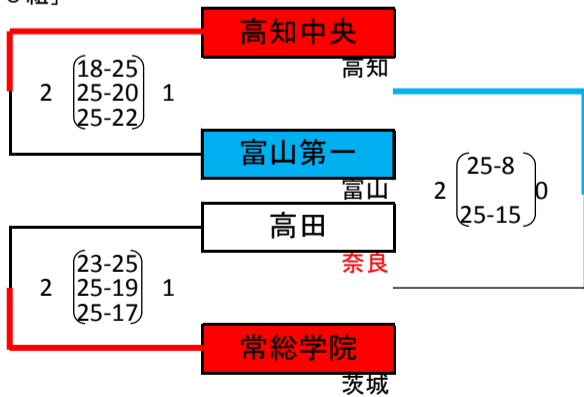 高知中央
高知
2 18-25 1
25-20
25-22
富山第一
富山
2 25-8 0
25-15
高田
奈良
2 23-25 1
25-19
25-17
常総学院
茨城